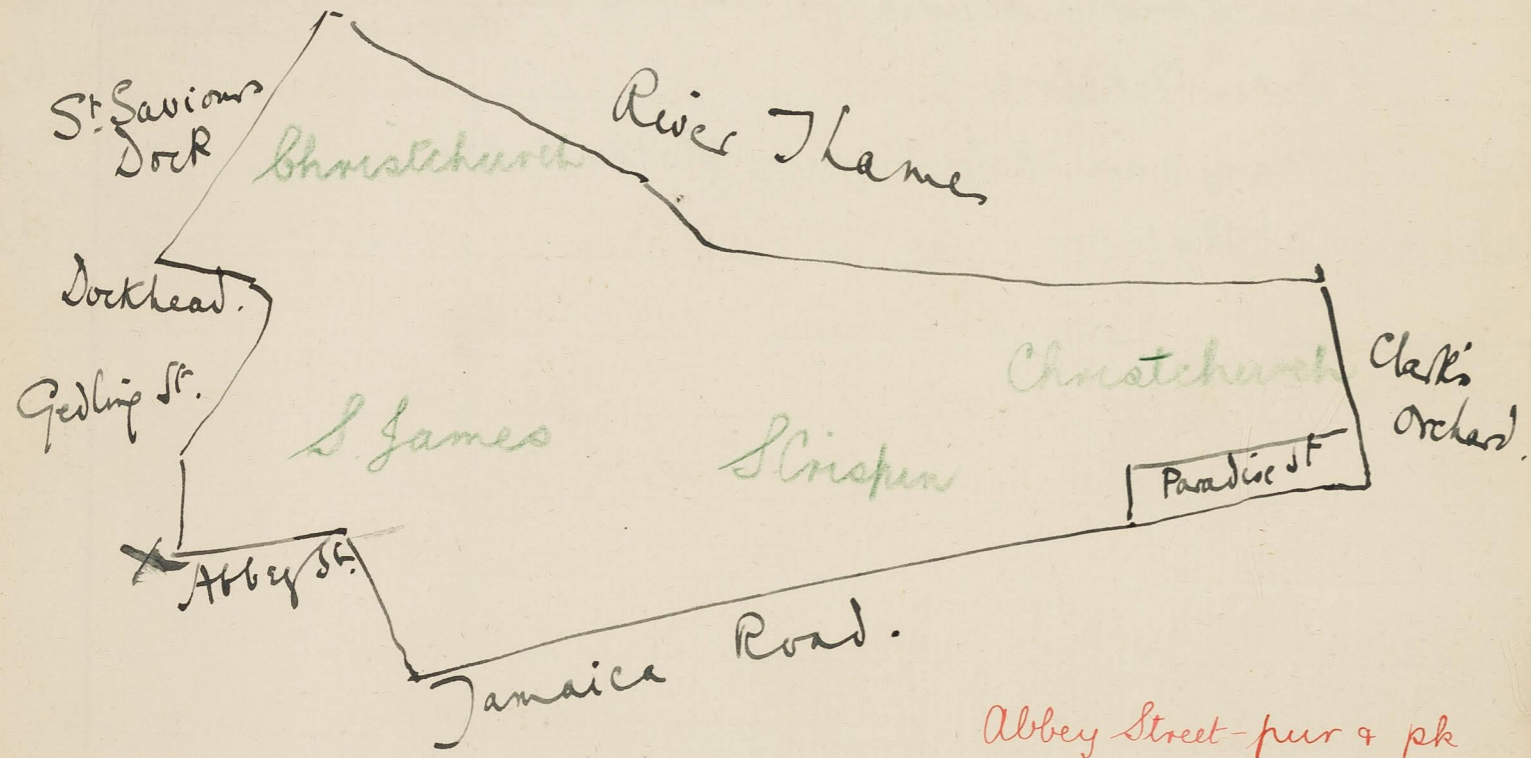 St. Saviours
Dock
River Thames
Christchurch
Dockhead.
Gedling St.
Christchurch
Clark's
Orchard.
S. James
S Crispin
Paradise St
Abbey St.
Jamaica Road.
Abbey Street - pur & pk